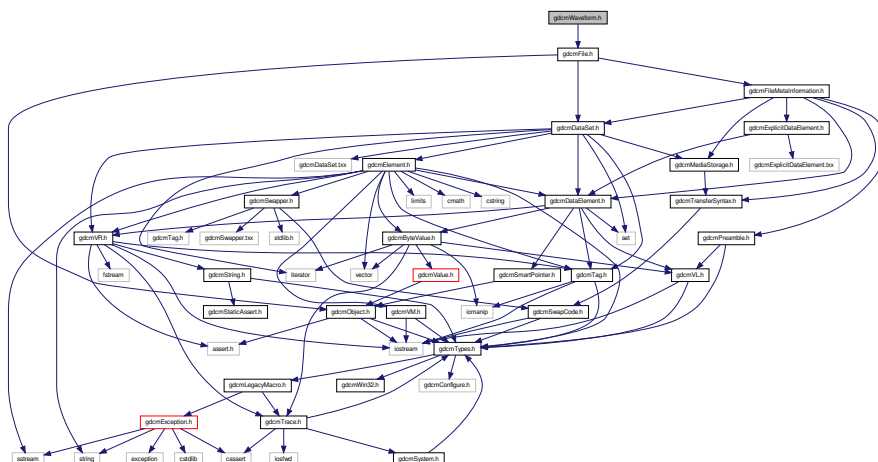 gdcmWaveform.h
gdcmFile.h
gdcmFileMetaInformation.h
gdcmDataSet.h
gdcmExplicitDataElement.h
gdcmDataSet.txx
gdcmElement.h
gdcmMediaStorage.h
gdcmExplicitDataElement.txx
gdcmSwapper.h
limits
cmath
cstring
gdcmDataElement.h
gdcmTransferSyntax.h
gdcmVR.h
gdcmTag.h
gdcmSwapper.txx
stdlib.h
gdcmByteValue.h
set
gdcmPreamble.h
fstream
gdcmString.h
iterator
vector
gdcmValue.h
gdcmSmartPointer.h
gdcmTag.h
gdcmVL.h
iomanip
gdcmStaticAssert.h
gdcmObject.h
gdcmVM.h
gdcmSwapCode.h
assert.h
iostream
gdcmTypes.h
gdcmLegacyMacro.h
gdcmWin32.h
gdcmConfigure.h
gdcmException.h
gdcmTrace.h
sstream
string
exception
cstdlib
cassert
iosfwd
gdcmSystem.h